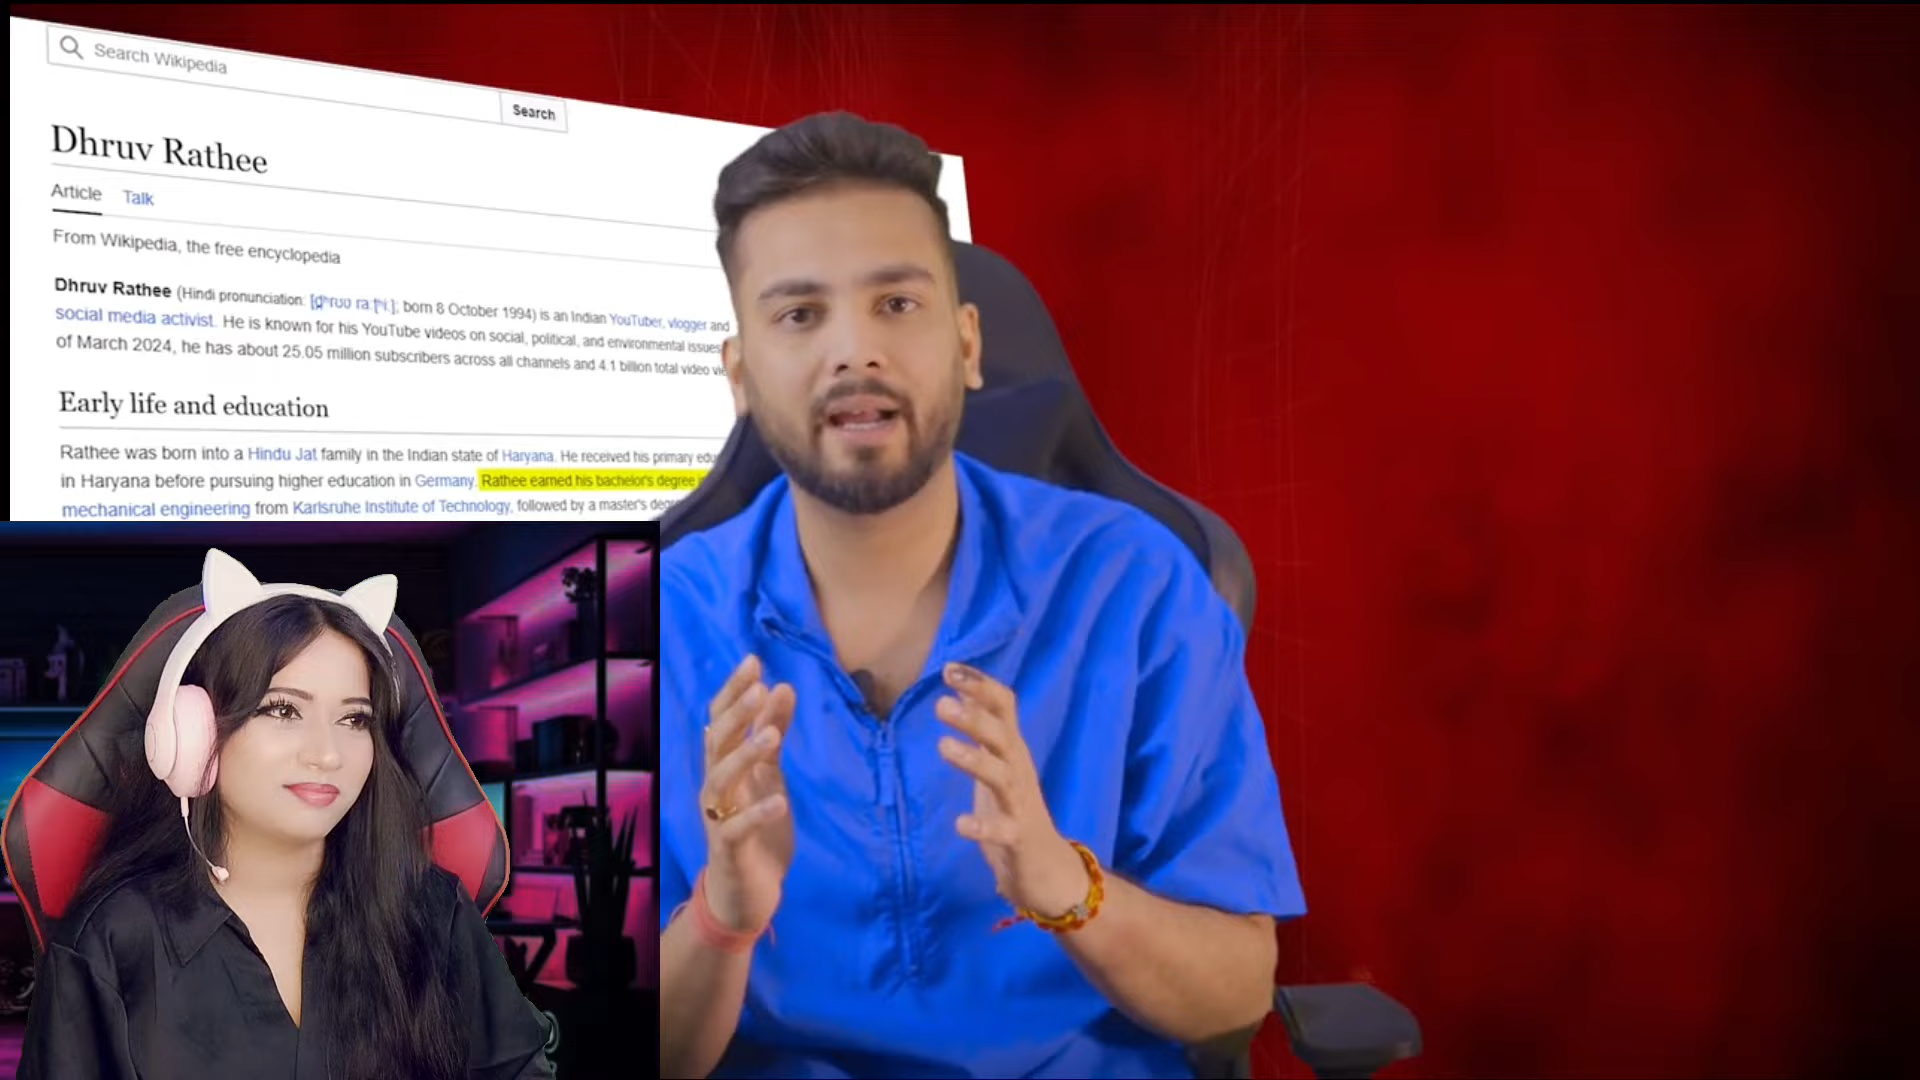 Search Wikipedia
Search
Dhruv Rathee
Article Talk
From Wikipedia, the free encyclopedia
Dhruv Rathee (Hindi pronunciation: born 8 October 1994) is an Indian YouTuber, vlogger and
social media activist. He is known for his YouTube videos on social, political, and environmental issues
of March 2024, he has about 25.05 million subscribers across all channels and 4.1 billion total video
Early life and education
Rathee was born into a Hindu Jat family in the Indian state of Haryana. He received his primary
in Haryana before pursuing higher education in Germany. Rathee earned his bachelor's degree
mechanical engineering from Karlsruhe Institute of Technology, followed by a master's